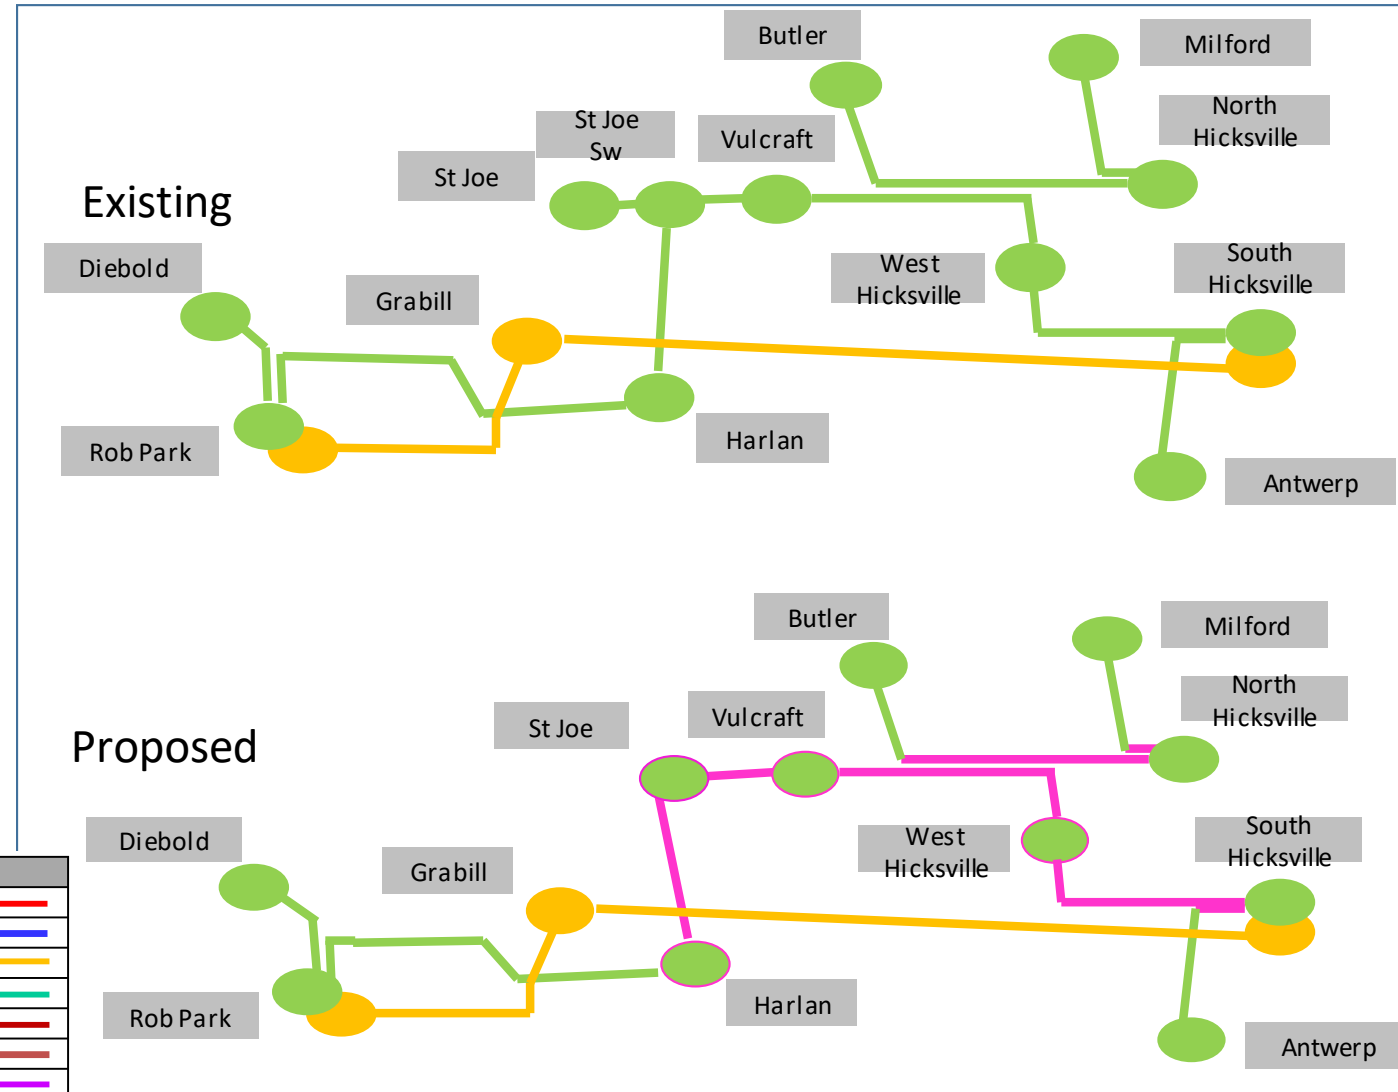 Butler
Milford
North
Hicksville
St Joe
Sw
Vulcraft
St Joe
Existing
Diebold
West
Hicksville
South
Hicksville
Grabill
Rob Park
Harlan
Antwerp
Butler
Milford
North
Hicksville
St Joe
Vulcraft
Proposed
Diebold
Grabill
West
Hicksville
South
Hicksville
Rob Park
Harlan
Antwerp